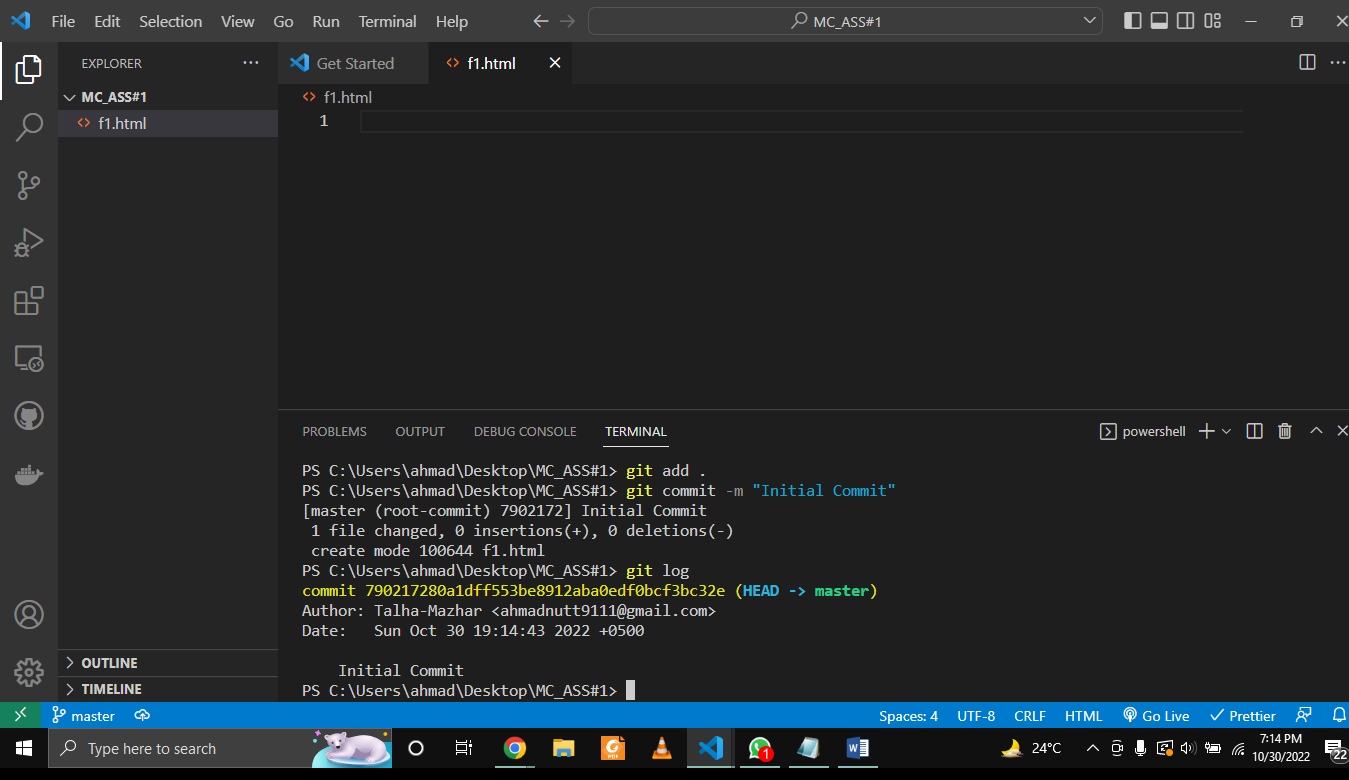 File Edit Selection View Go Run Terminal Help
MC_ASS#1
EXPLORER
Get Started
f1.html
MC_ASS#1
f1.html
f1.html
1
PROBLEMS OUTPUT DEBUG CONSOLE TERMINAL
powershell
PS C:\Users\ahmad\Desktop\MC_ASS#1> git add .
PS C:\Users\ahmad\Desktop\MC_ASS#1> git commit -m "Initial Commit"
[master (root-commit) 7902172] Initial Commit
 1 file changed, 0 insertions(+), 0 deletions(-)
 create mode 100644 f1.html
PS C:\Users\ahmad\Desktop\MC_ASS#1> git log
commit 790217280a1dff553be8912aba0edf0bcf3bc32e (HEAD -> master)
Author: Talha-Mazhar <ahmadnutt9111@gmail.com>
Date:   Sun Oct 30 19:14:43 2022 +0500
    Initial Commit
PS C:\Users\ahmad\Desktop\MC_ASS#1>
OUTLINE
TIMELINE
master
Spaces: 4 UTF-8 CRLF HTML Go Live Prettier
Type here to search
PDF
1
24°C
7:14 PM
10/30/2022
22